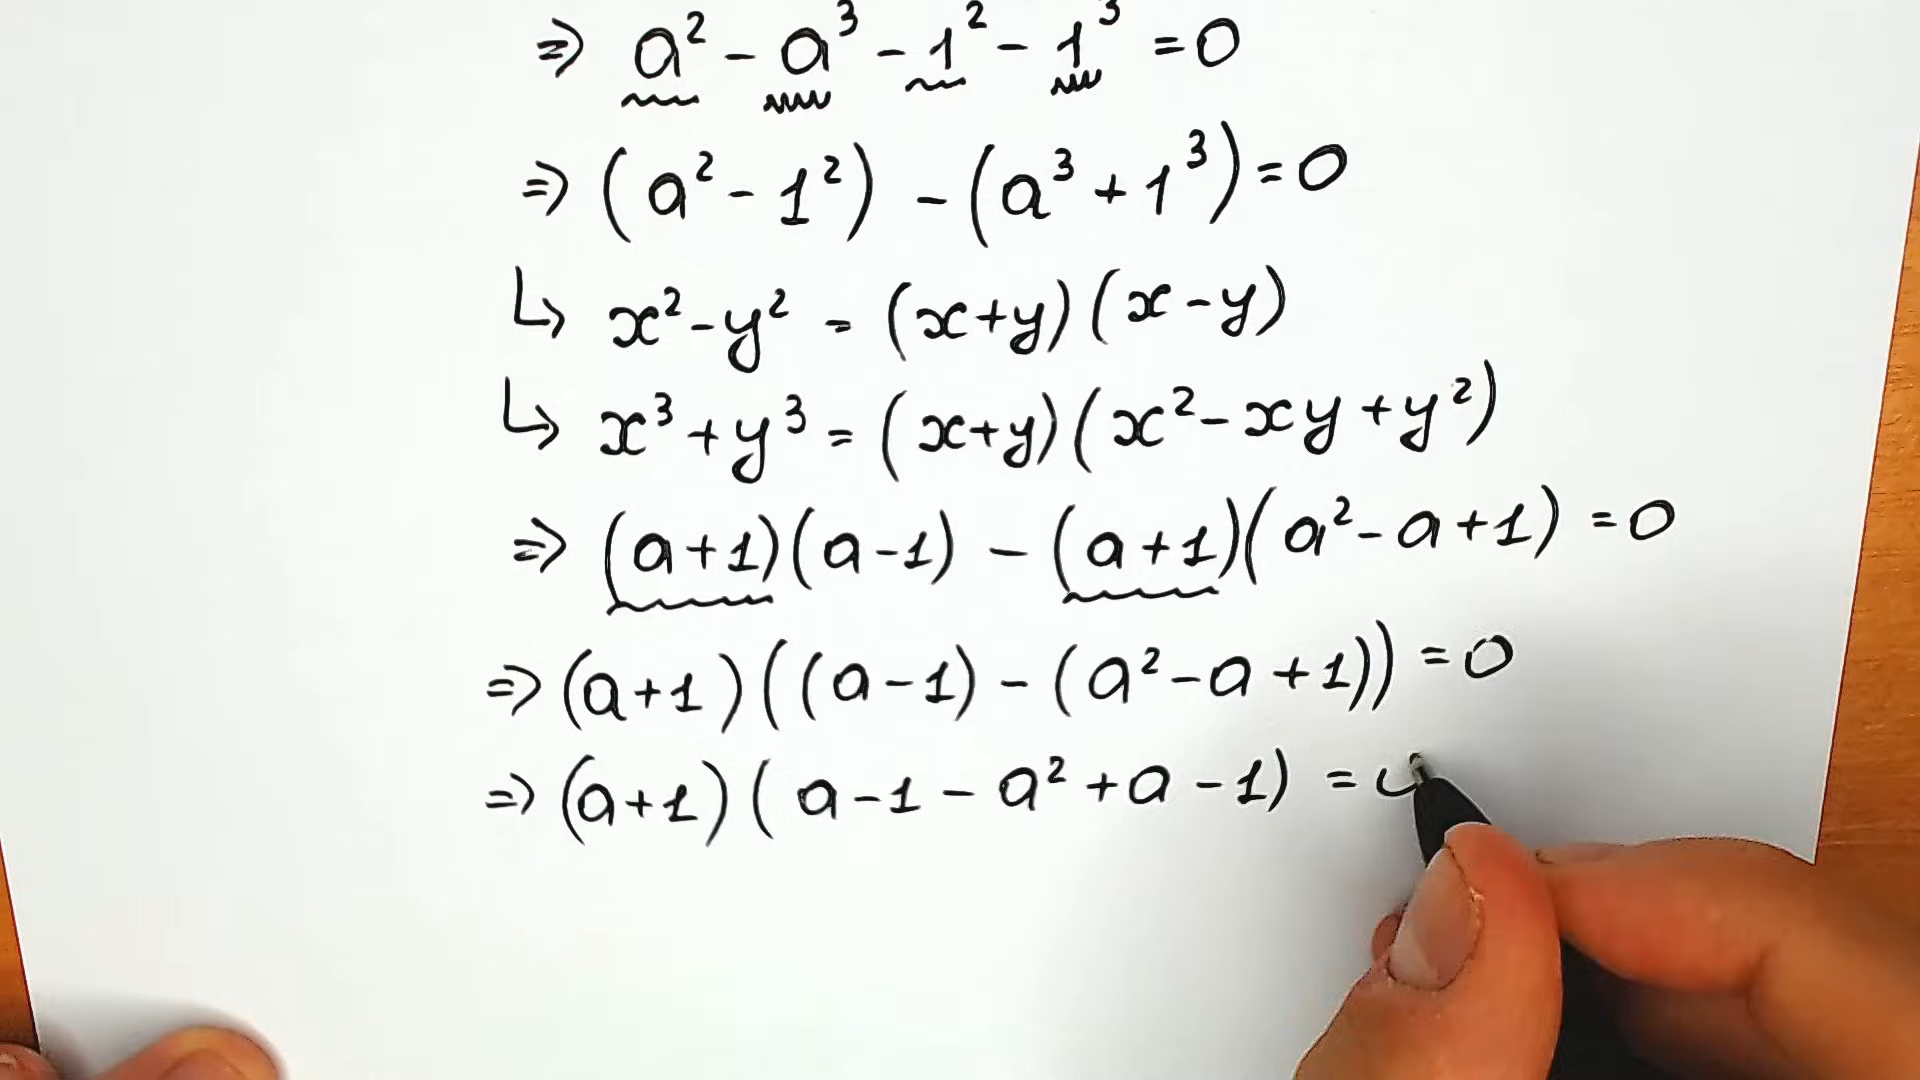 ⇒ a² - a³ - 1² - 1³ = 0
⇒ (a² - 1²) - (a³ + 1³) = 0
↳ x² - y² = (x+y)(x-y)
↳ x³ + y³ = (x+y)(x² - xy + y²)
⇒ (a+1)(a-1) - (a+1)(a² - a + 1) = 0
⇒ (a+1)((a-1) - (a² - a + 1)) = 0
⇒ (a+1)(a - 1 - a² + a - 1) =